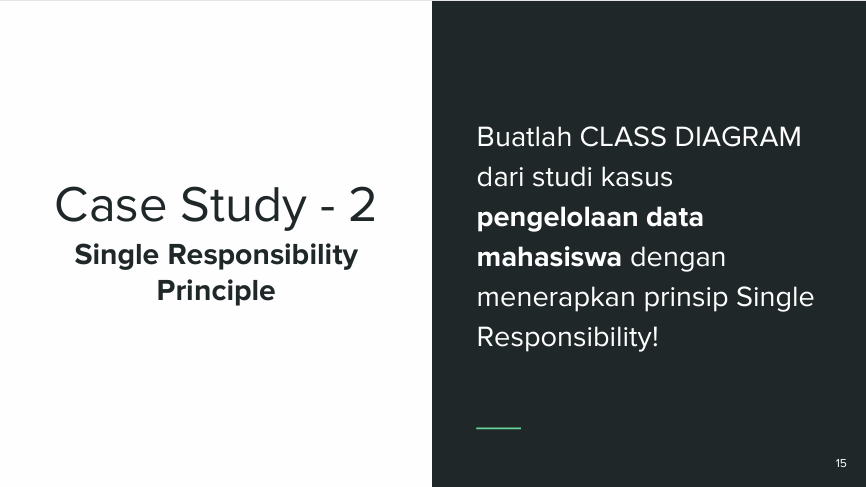 Case Study - 2
Single Responsibility
Principle
Buatlah CLASS DIAGRAM
dari studi kasus
pengelolaan data
mahasiswa dengan
menerapkan prinsip Single
Responsibility!
15